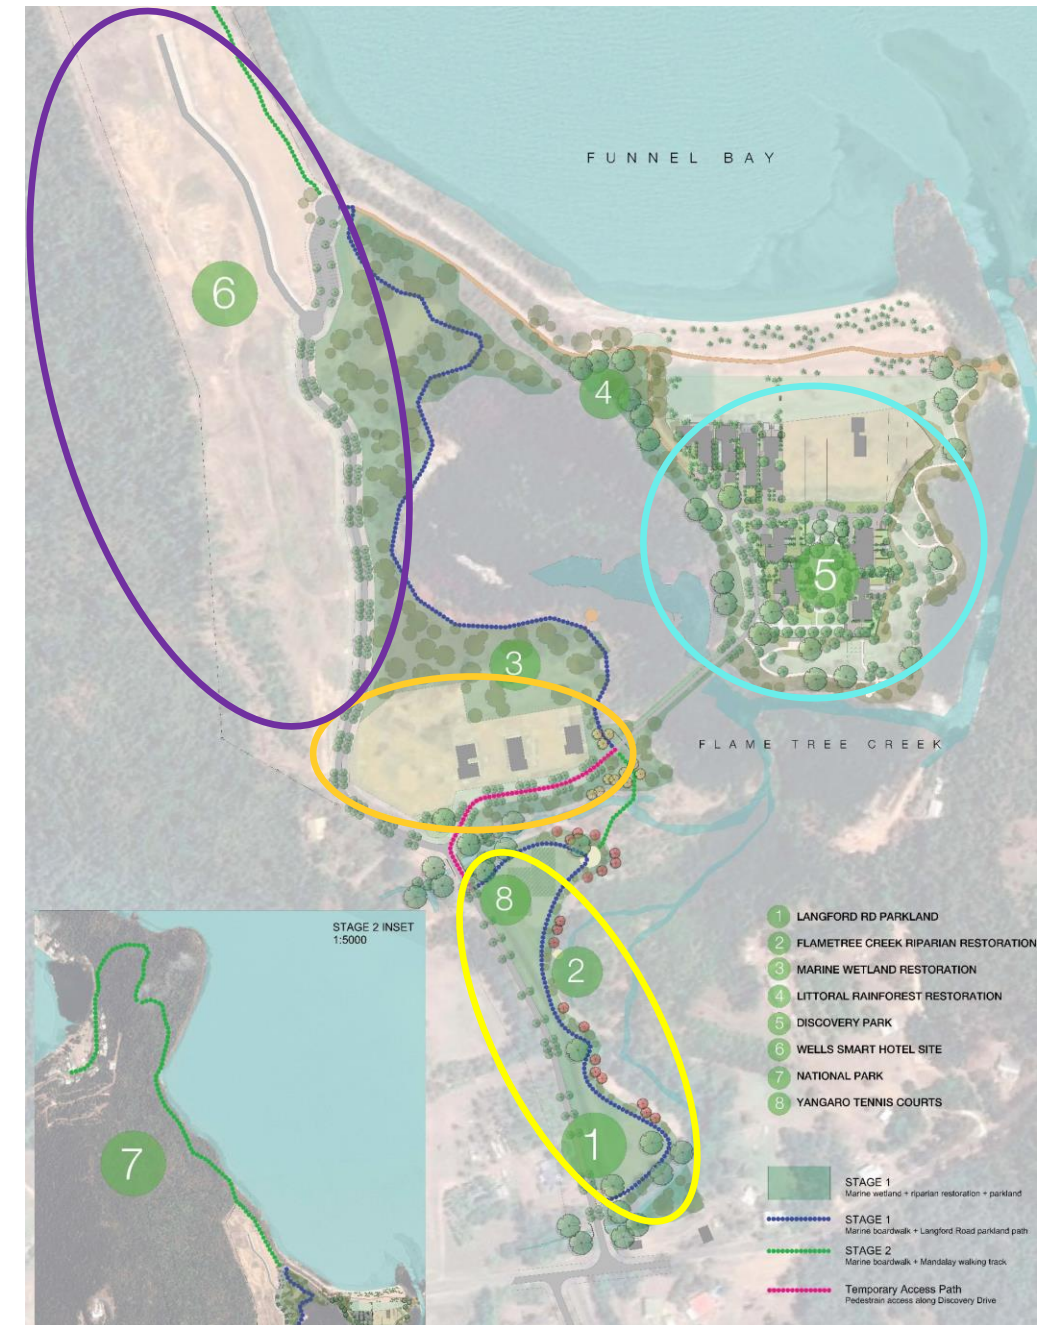 FUNNEL BAY
6
4
5
3
FLAME TREE CREEK
8
2
1
STAGE 2 INSET
1:5000
7
1 LANGFORD RD PARKLAND
2 FLAMETREE CREEK RIPARIAN RESTORATION
3 MARINE WETLAND RESTORATION
4 LITTORAL RAINFOREST RESTORATION
5 DISCOVERY PARK
6 WELLS SMART HOTEL SITE
7 NATIONAL PARK
8 YANGARO TENNIS COURTS
STAGE 1
Marine wetland + riparian restoration + parkland
STAGE 1
Marine boardwalk + Langford Road parkland path
STAGE 2
Marine boardwalk + Mandalay walking track
Temporary Access Path
Pedestrain access along Discovery Drive